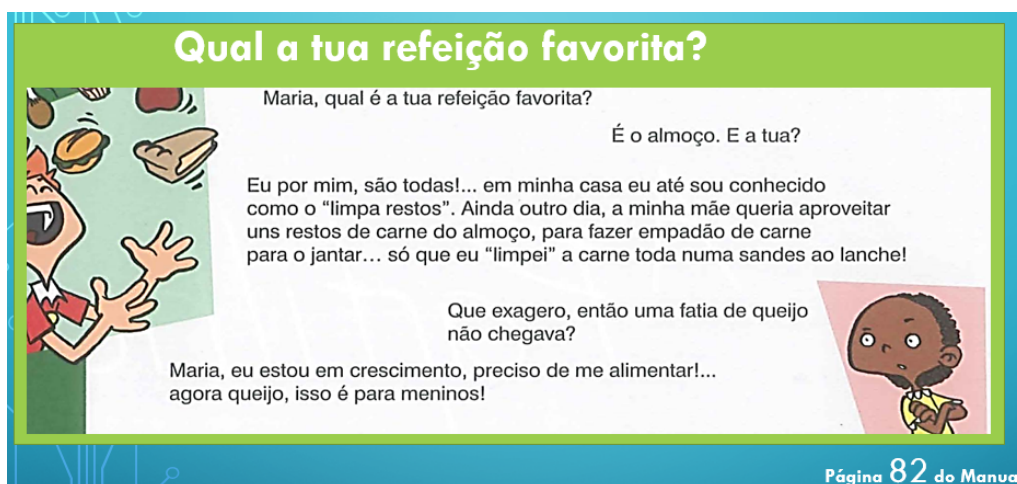 Qual a tua refeição favorita?
Maria, qual é a tua refeição favorita?
É o almoço. E a tua?
Eu por mim, são todas!... em minha casa eu até sou conhecido
como o “limpa restos”. Ainda outro dia, a minha mãe queria aproveitar
uns restos de carne do almoço, para fazer empadão de carne
para o jantar... só que eu “limpei” a carne toda numa sandes ao lanche!
Que exagero, então uma fatia de queijo
não chegava?
Maria, eu estou em crescimento, preciso de me alimentar!...
agora queijo, isso é para meninos!
Página 82 do Manua